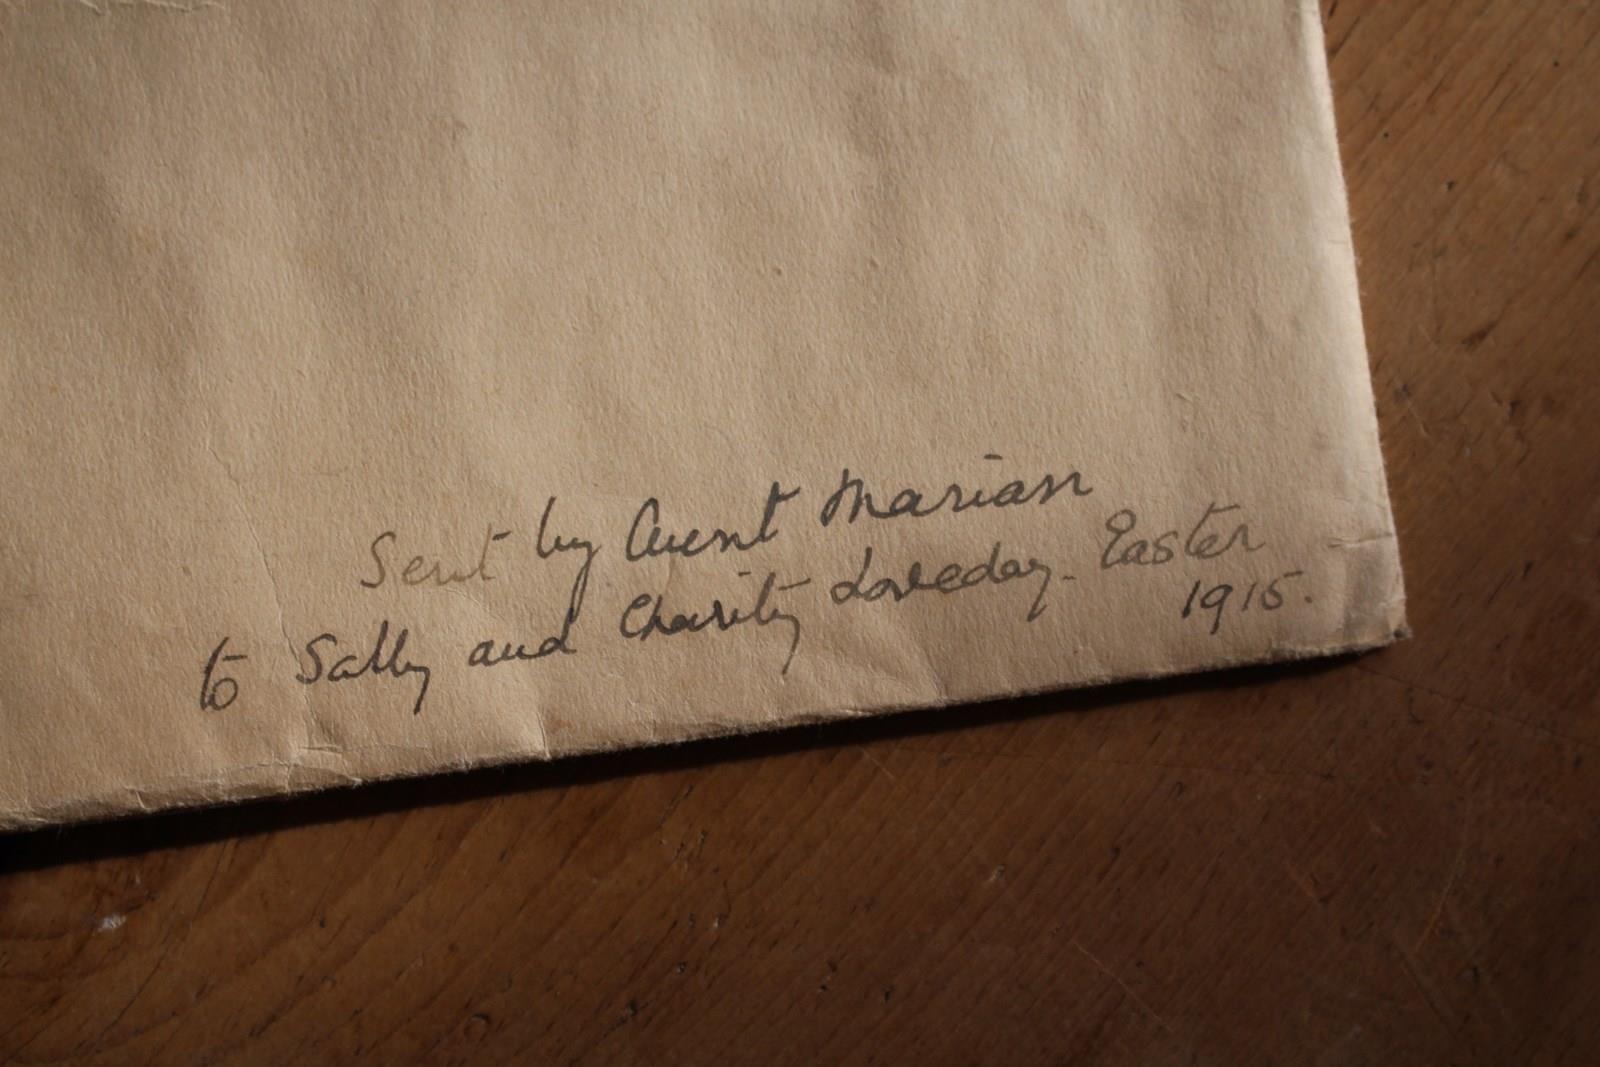 Sent by Aunt Marian
to Sally and Charity Loveday. Easter
1915.